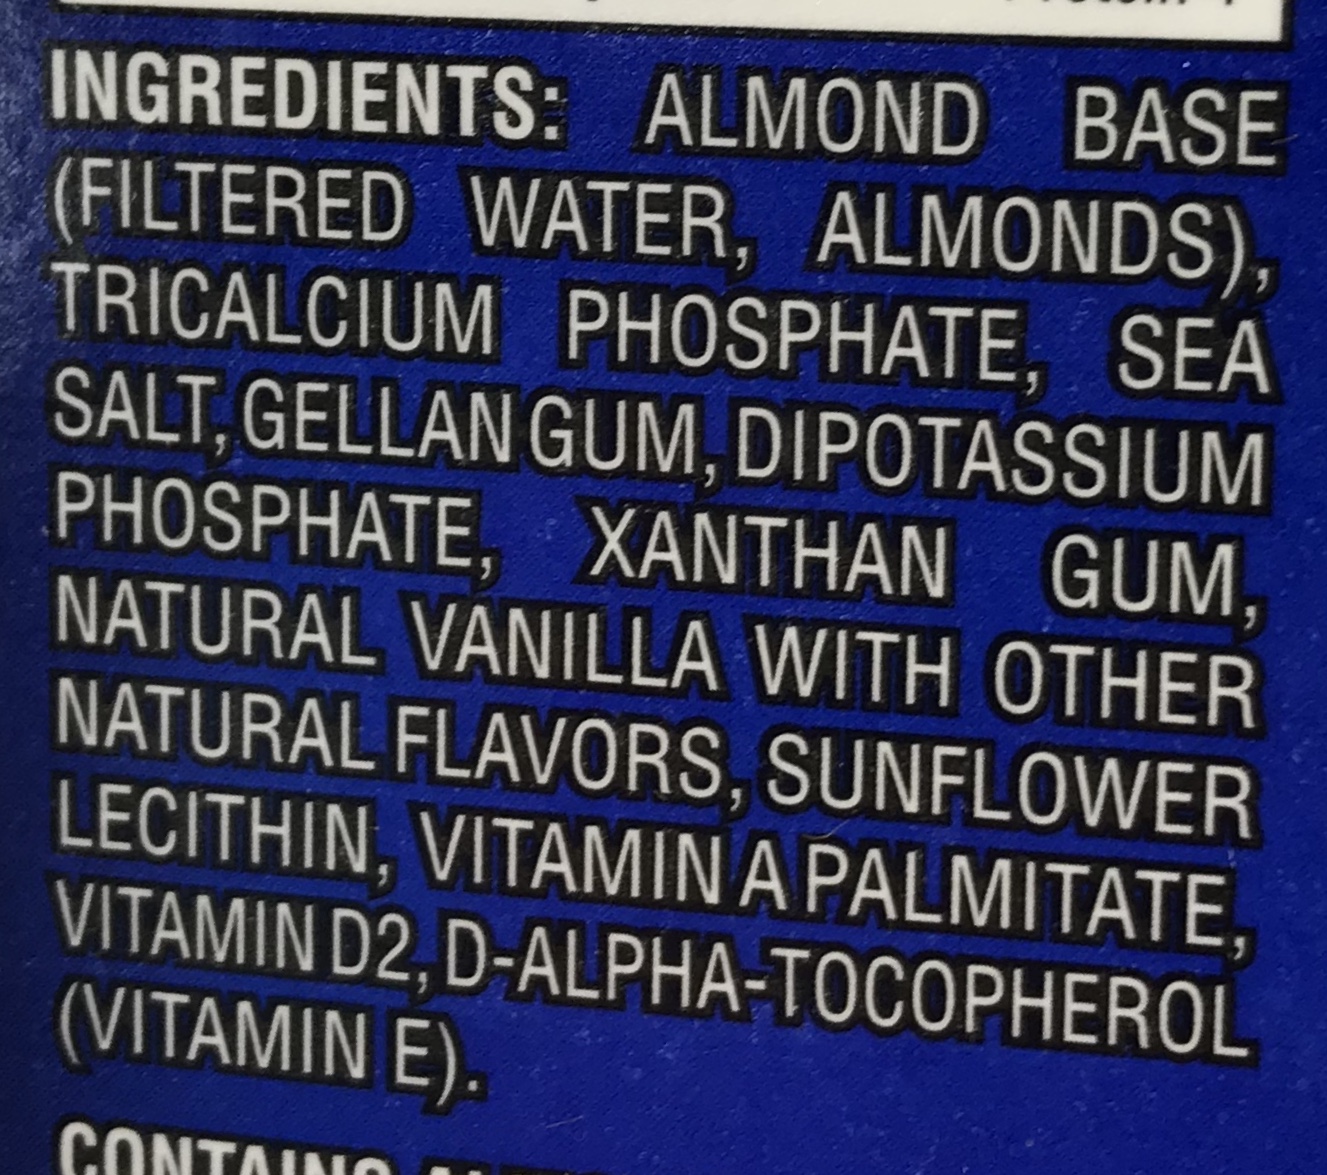 INGREDIENTS: ALMOND BASE
(FILTERED WATER, ALMONDS),
TRICALCIUM PHOSPHATE, SEA
SALT, GELLAN GUM, DIPOTASSIUM
PHOSPHATE, XANTHAN GUM,
NATURAL VANILLA WITH OTHER
NATURAL FLAVORS, SUNFLOWER
LECITHIN, VITAMIN A PALMITATE,
VITAMIN D2, D-ALPHA-TOCOPHEROL
(VITAMIN E).
CONTAINS